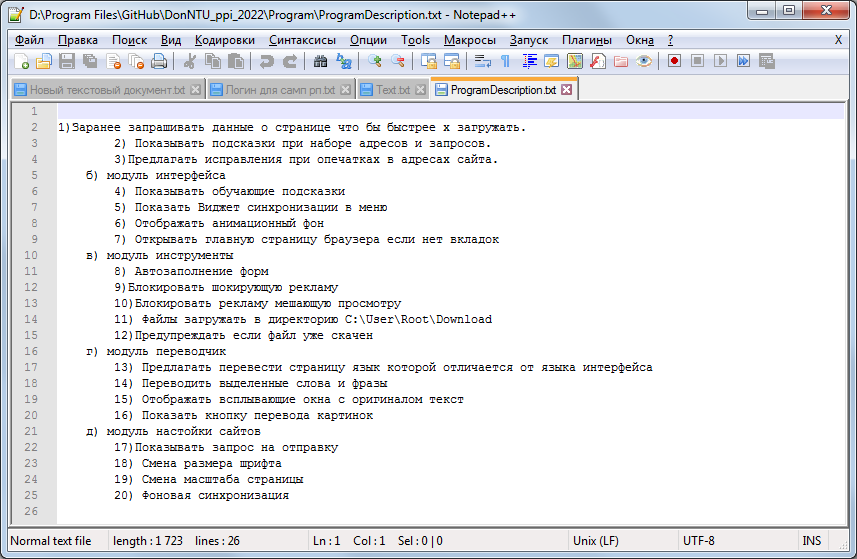 D:\Program Files\GitHub\DonNTU_ppi_2022\Program\ProgramDescription.txt - Notepad++
Файл Правка Поиск Вид Кодировки Синтаксисы Опции Tools Макросы Запуск Плагины Окна ? X
Новый текстовый документ.txt Логин для самп рп.txt Text.txt ProgramDescription.txt
1
2 1)Заранее запрашивать данные о странице что бы быстрее х загружать.
3 2) Показывать подсказки при наборе адресов и запросов.
4 3)Предлагать исправления при опечатках в адресах сайта.
5 б) модуль интерфейса
6 4) Показывать обучающие подсказки
7 5) Показать Виджет синхронизации в меню
8 6) Отображать анимационный фон
9 7) Открывать главную страницу браузера если нет вкладок
10 в) модуль инструменты
11 8) Автозаполнение форм
12 9)Блокировать шокирующую рекламу
13 10)Блокировать рекламу мешающую просмотру
14 11) Файлы загружать в директорию C:\User\Root\Download
15 12)Предупреждать если файл уже скачен
16 г) модуль переводчик
17 13) Предлагать перевести страницу язык которой отличается от языка интерфейса
18 14) Переводить выделенные слова и фразы
19 15) Отображать всплывающие окна с оригиналом текст
20 16) Показать кнопку перевода картинок
21 д) модуль настойки сайтов
22 17)Показывать запрос на отправку
23 18) Смена размера шрифта
24 19) Смена масштаба страницы
25 20) Фоновая синхронизация
26
Normal text file length : 1 723 lines : 26 Ln : 1 Col : 1 Sel : 0 | 0 Unix (LF) UTF-8 INS